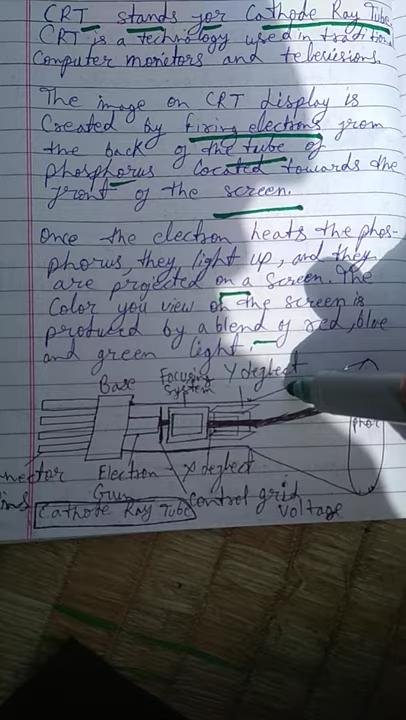 CRT stands for Cathode Ray Tube
CRT is a technology used in tradition
Computer monitors and televisions.
The image on CRT display is
Created by firing electrons from
the back of the tube of
phosphorus located towards the
front of the screen.
Once the electron heats the phos-
phorus, they light up, and they
are projected on a screen. The
Color you view on the screen is
produced by a blend of red, blue
and green light.
Base
Focusing
System
Y deflect
phor
nnector
ins
Electron
Gun
X deflect
Control grid
Voltage
Cathode Ray Tube